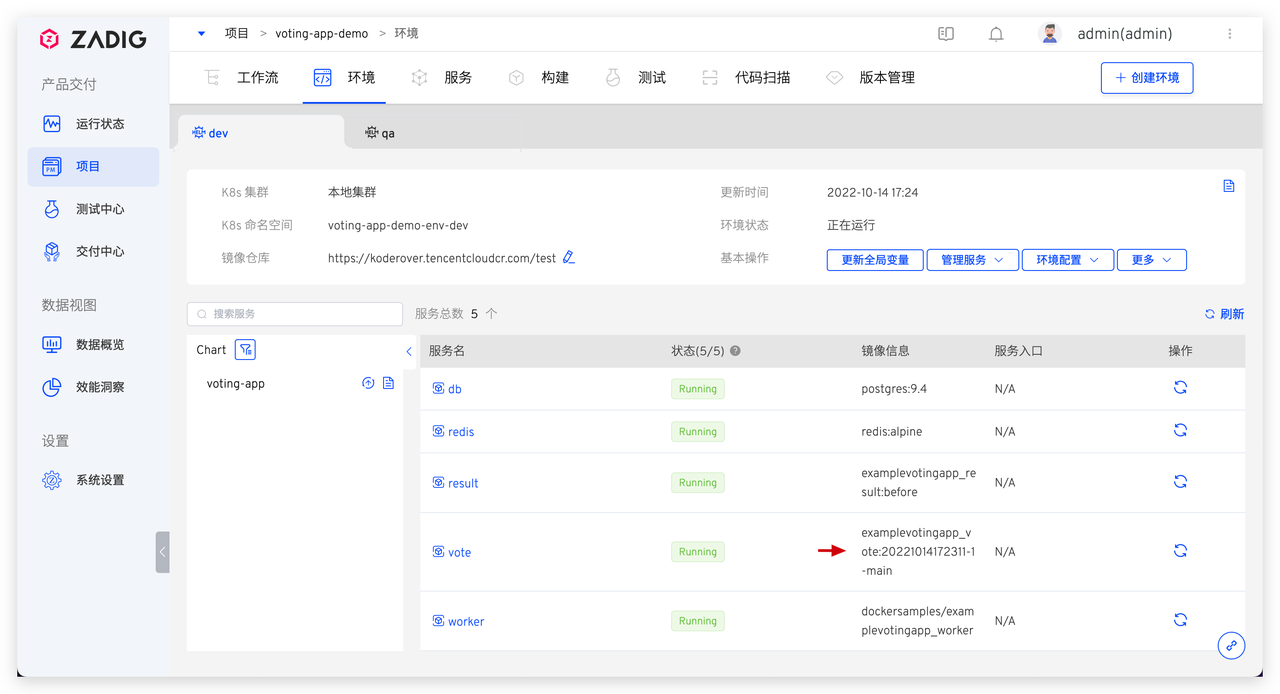 ZADIG
项目 > voting-app-demo > 环境
admin(admin)
产品交付
运行状态
项目
测试中心
交付中心
数据视图
数据概览
效能洞察
设置
系统设置
工作流
环境
服务
构建
测试
代码扫描
版本管理
+ 创建环境
dev
qa
K8s 集群
本地集群
更新时间
2022-10-14 17:24
K8s 命名空间
voting-app-demo-env-dev
环境状态
正在运行
镜像仓库
https://koderover.tencentcloudcr.com/test
基本操作
更新全局变量
管理服务
环境配置
更多
搜索服务
服务总数 5 个
刷新
Chart
voting-app
服务名
状态(5/5)
镜像信息
服务入口
操作
db
Running
postgres:9.4
N/A
redis
Running
redis:alpine
N/A
result
Running
examplevotingapp_re
sult:before
N/A
vote
Running
examplevotingapp_v
ote:20221014172311-1
-main
N/A
worker
Running
dockersamples/exam
plevotingapp_worker
N/A